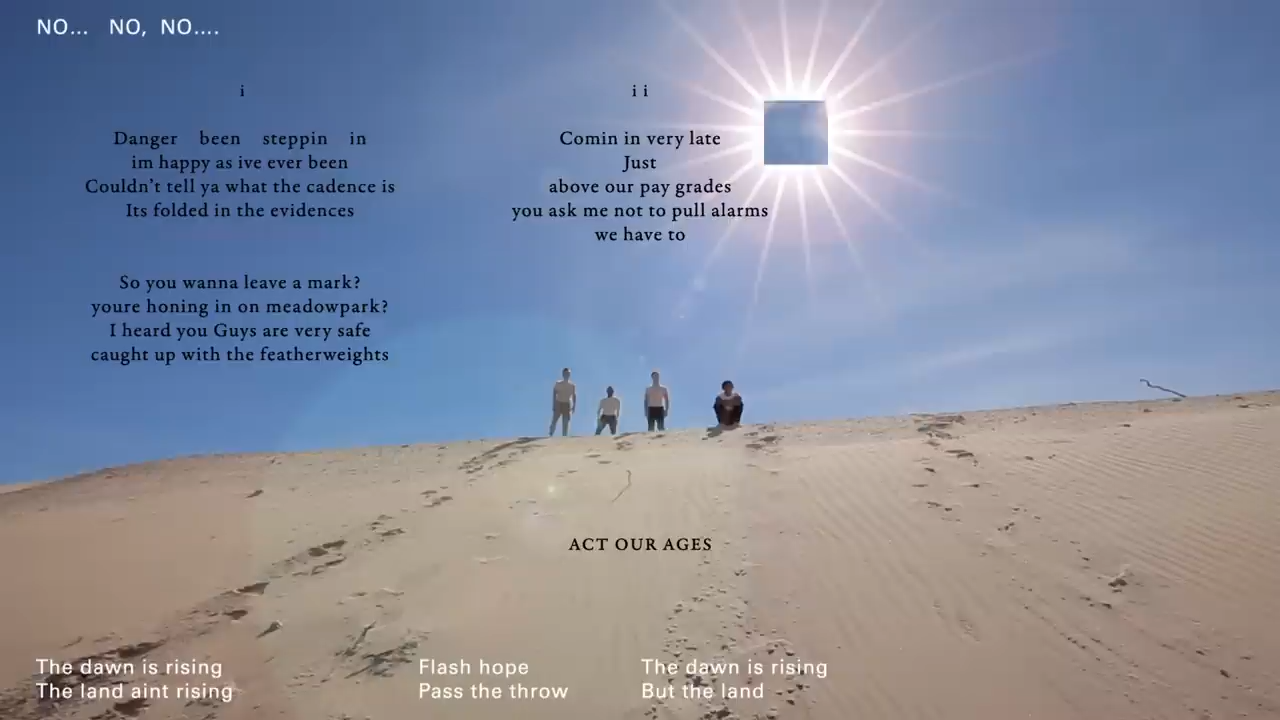 NO... NO, NO....
i
Danger been steppin in
im happy as ive ever been
Couldn't tell ya what the cadence is
Its folded in the evidences
So you wanna leave a mark?
youre honing in on meadowpark?
I heard you Guys are very safe
caught up with the featherweights
i i
Comin in very late
Just
above our pay grades
you ask me not to pull alarms
we have to
ACT OUR AGES
The dawn is rising
The land aint rising
Flash hope
Pass the throw
The dawn is rising
But the land